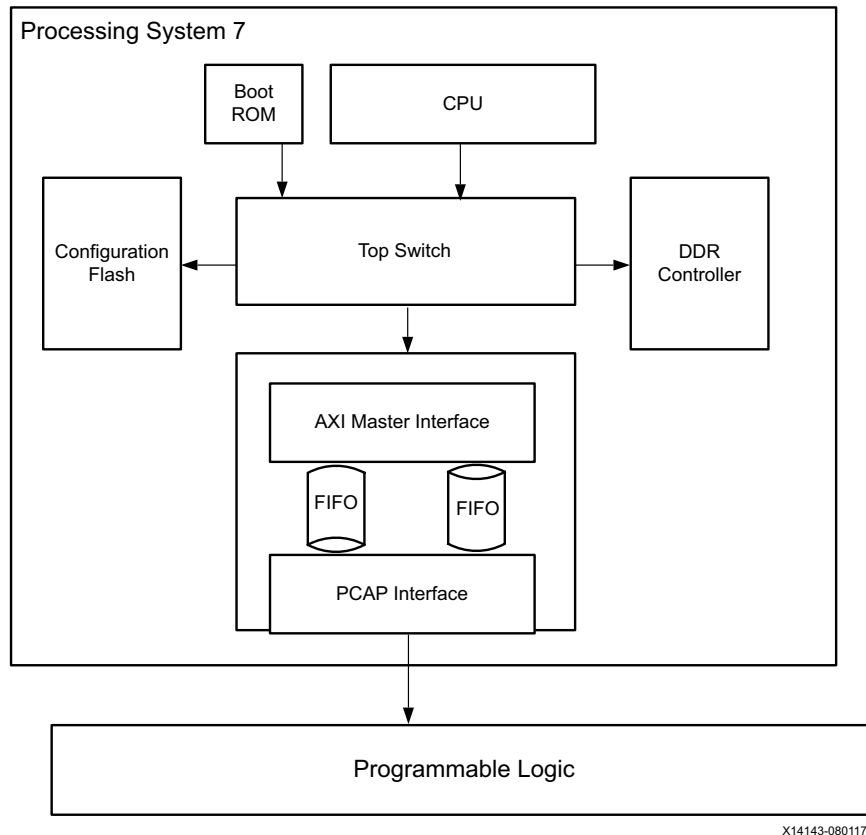 Processing System 7
Boot
ROM
CPU
Configuration
Flash
Top Switch
DDR
Controller
AXI Master Interface
FIFO
FIFO
PCAP Interface
Programmable Logic
X14143-080117